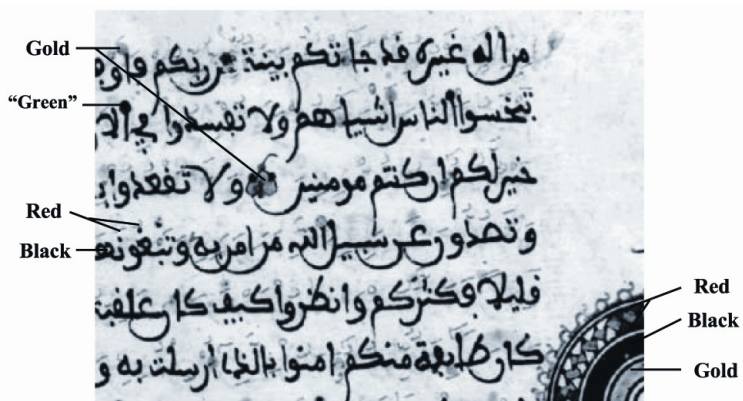 Gold
"Green"
Red
Black
من اله غيره قد جاتكم بينة من ربكم
تبخسوا الناس اشياهم ولا تفسدوا في
خير لكم ان كنتم مومنين ولا تقعدوا
وتصدون عن سبيل الله من امن به وتبغونها
قليلا فكثركم وانظروا كيف كان عقبة
كان طايفة منكم امنوا بالذي ارسلت به و
Red
Black
Gold